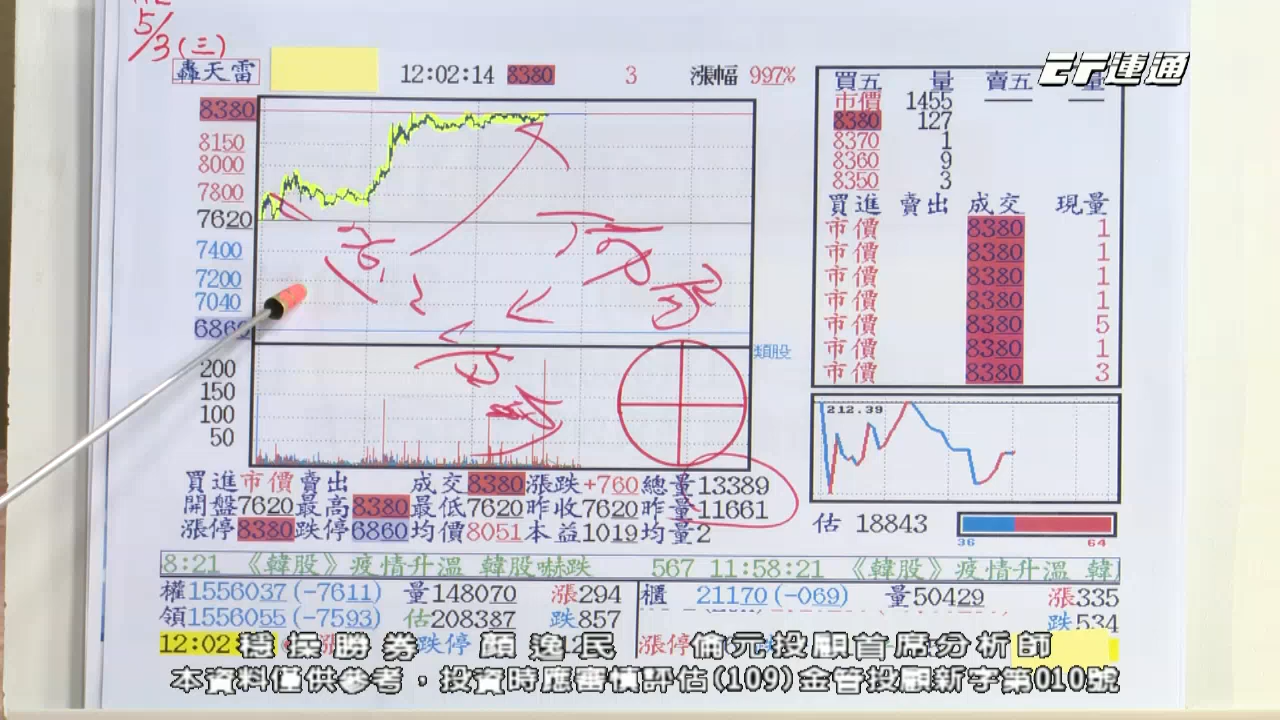 5/3(三)
轟天雷 12:02:14 8380 3 漲幅 997%
EF運通
8380
8150
8000
7800
7620
7400
7200
7040
6860
類股
200
150
100
50
買五 量 賣五 量
市價 1455
8380 127
8370 1
8360 9
8350 3
買進 賣出 成交 現量
市價 8380 1
市價 8380 1
市價 8380 1
市價 8380 1
市價 8380 5
市價 8380 1
市價 8380 3
212.39
估 18843
36 64
買進市價賣出 成交8380漲跌+760總量13389
開盤7620最高8380最低7620昨收7620昨量11661
漲停8380跌停6860均價8051本益1019均量2
8:21 《韓股》疫情升溫 韓股嚇跌 567 11:58:21 《韓股》疫情升溫 韓
權1556037(-7611) 量148070 漲294 櫃 21170(-069) 量50429 漲335
領1556055(-7593) 估208387 跌857 跌534
12:02 跌停 漲停
穩操勝券 顏逸民 倫元投顧首席分析師
本資料僅供參考,投資時應審慎評估(109)金管投顧新字第010號